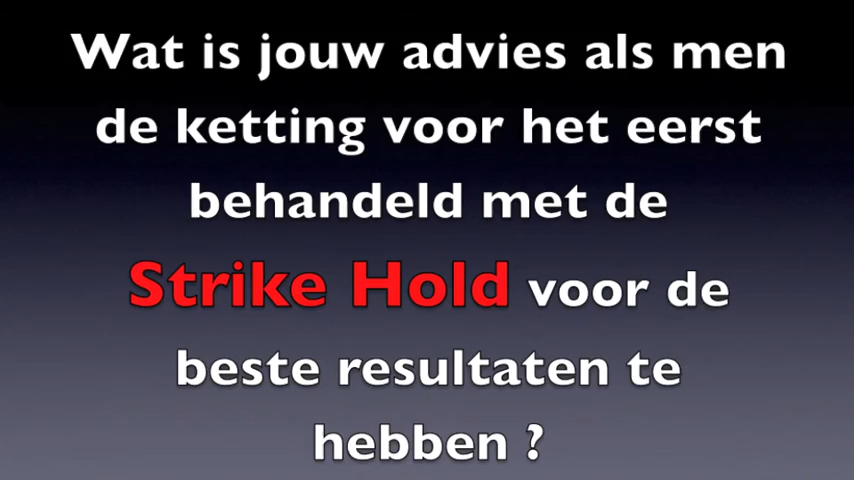 Wat is jouw advies als men
de ketting voor het eerst
behandeld met de
Strike Hold voor de
beste resultaten te
hebben ?